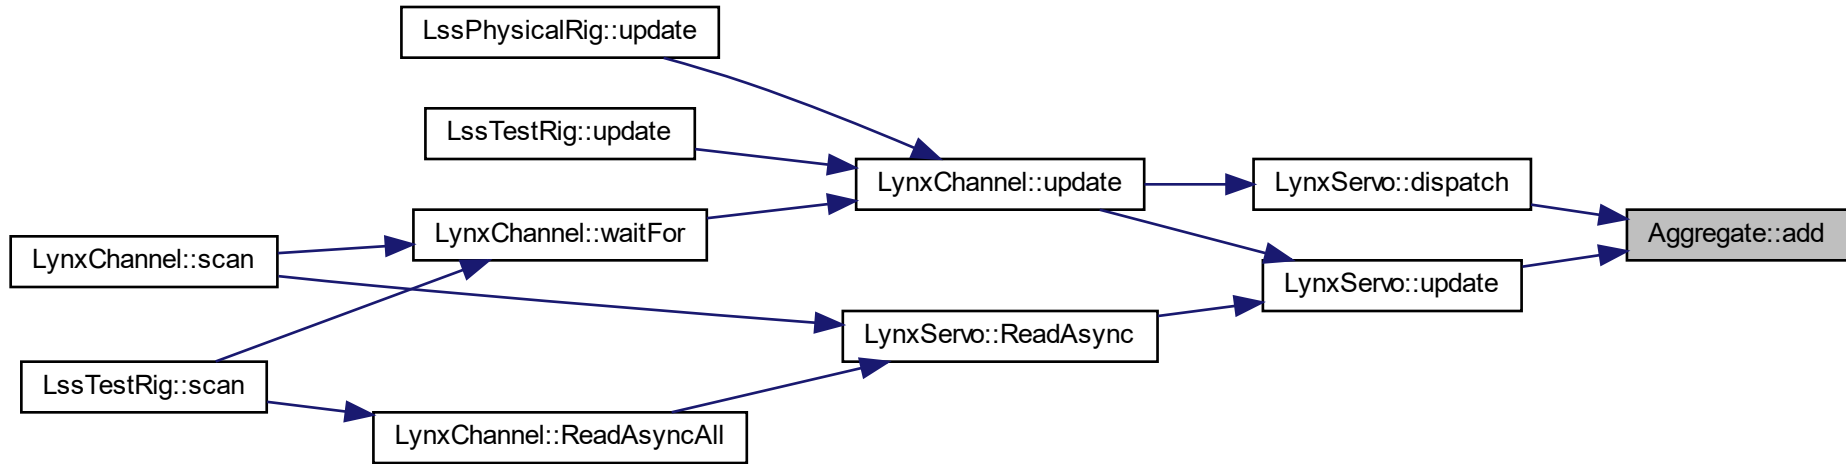 LssPhysicalRig::update
LssTestRig::update
LynxChannel::update
LynxServo::dispatch
LynxChannel::waitFor
Aggregate::add
LynxChannel::scan
LynxServo::update
LynxServo::ReadAsync
LssTestRig::scan
LynxChannel::ReadAsyncAll